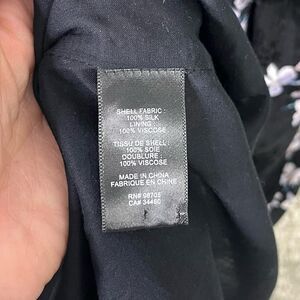 SHELL FABRIC :
100% SILK
LINING :
100% VISCOSE
TISSU DE SHELL :
100% SOIE
DOUBLURE :
100% VISCOSE
MADE IN CHINA
FABRIQUE EN CHINE
RN# 98705
CA# 34460